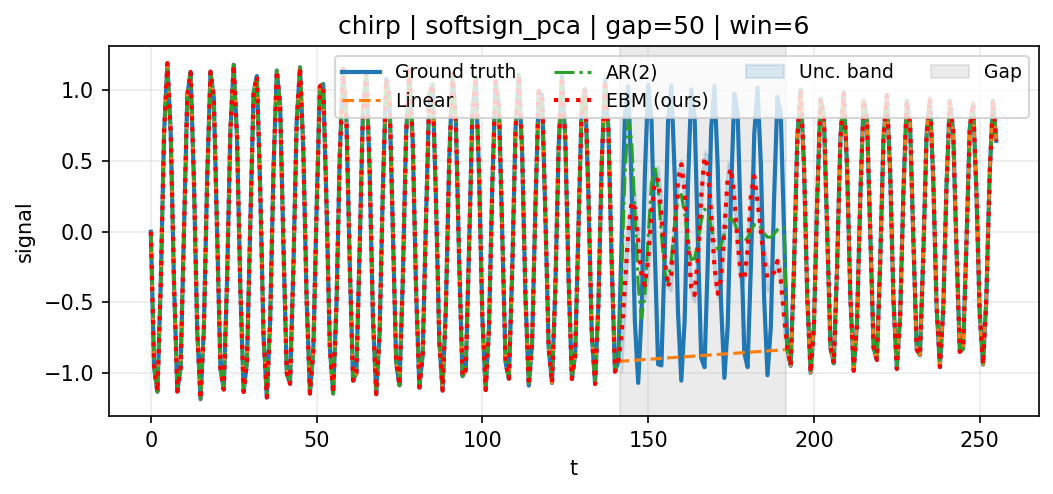 chirp | softsign_pca | gap=50 | win=6
Ground truth
Linear
AR(2)
EBM (ours)
Unc. band
Gap
signal
1.0
0.5
0.0
−0.5
−1.0
0 50 100 150 200 250
t